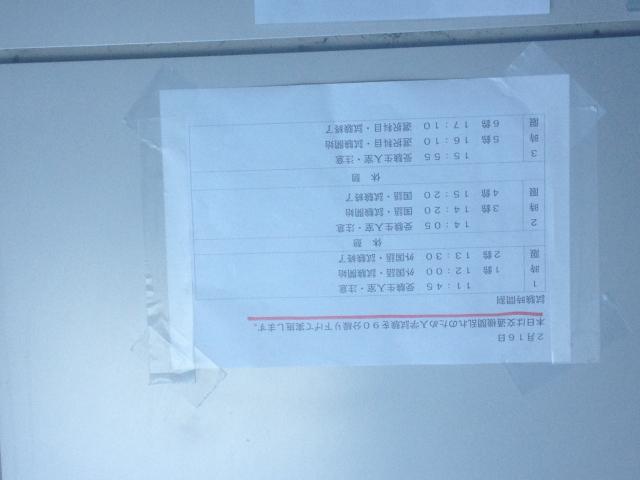 2月16日
本日は交通機関乱れのため入学試験を90分繰り下げて実施します。
試験時間割
1時限 11:45 受験生入室・注意
1鈴 12:00 外国語・試験開始
2鈴 13:30 外国語・試験終了
休 憩
2時限 14:05 受験生入室・注意
3鈴 14:20 国語・試験開始
4鈴 15:20 国語・試験終了
休 憩
3時限 15:55 受験生入室・注意
5鈴 16:10 選択科目・試験開始
6鈴 17:10 選択科目・試験終了